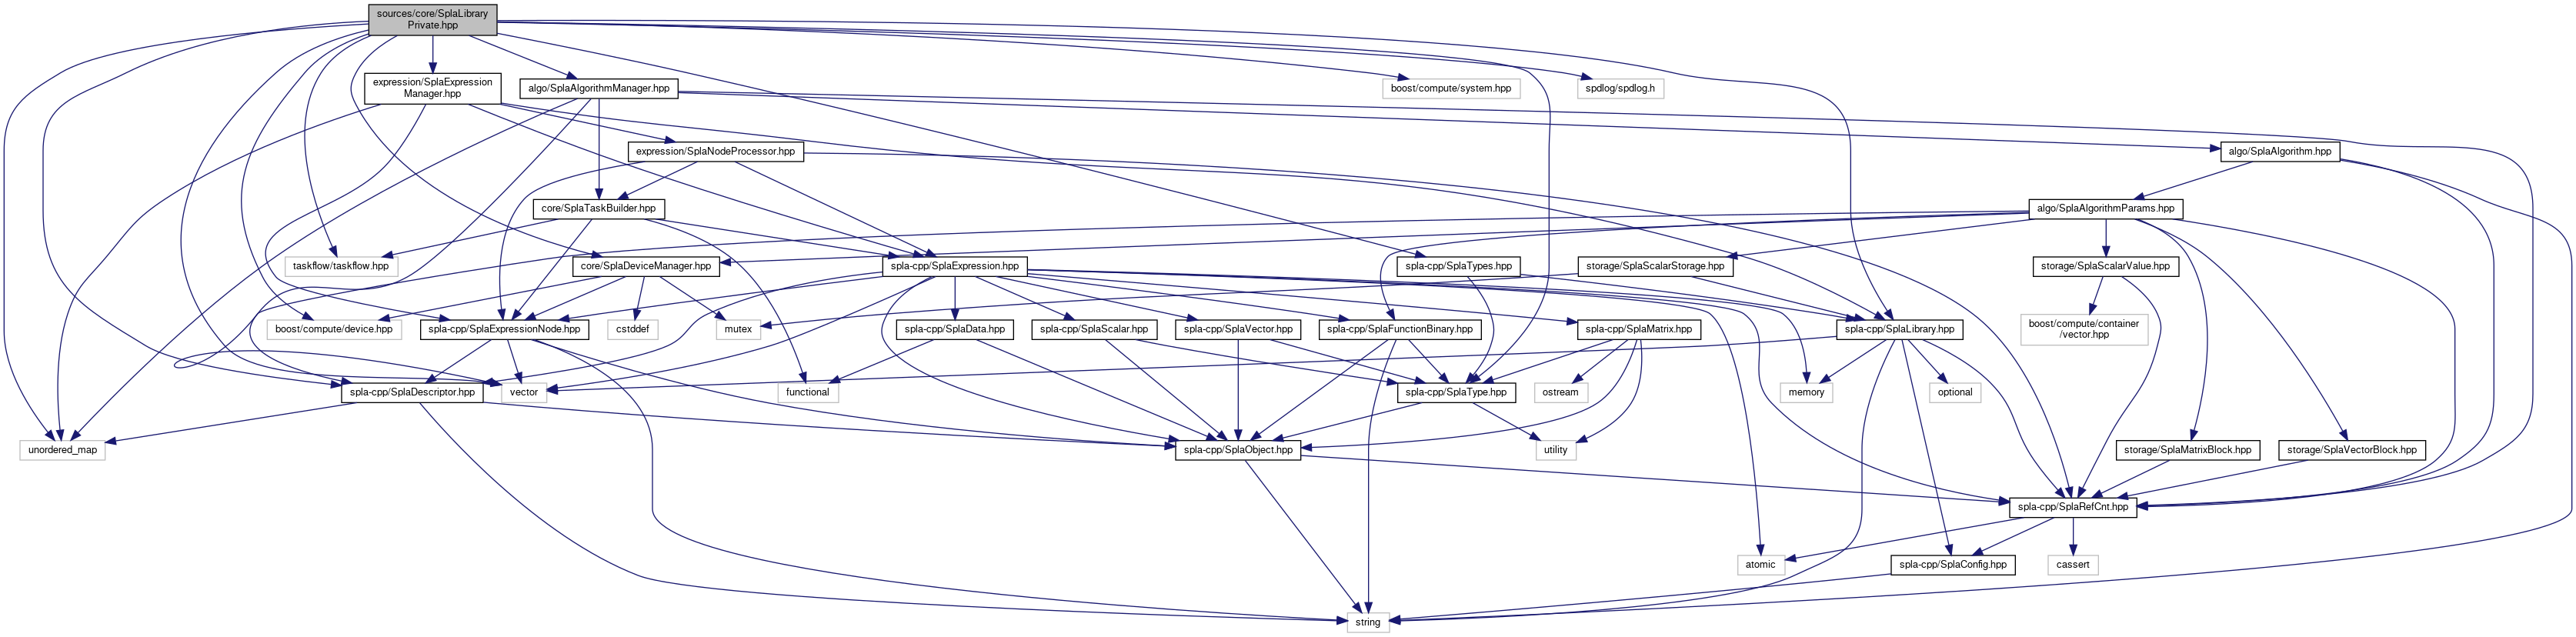 sources/core/SplaLibrary
Private.hpp
expression/SplaExpression
Manager.hpp
algo/SplaAlgorithmManager.hpp
boost/compute/system.hpp
spdlog/spdlog.h
expression/SplaNodeProcessor.hpp
algo/SplaAlgorithm.hpp
core/SplaTaskBuilder.hpp
algo/SplaAlgorithmParams.hpp
taskflow/taskflow.hpp
core/SplaDeviceManager.hpp
spla-cpp/SplaExpression.hpp
spla-cpp/SplaTypes.hpp
storage/SplaScalarStorage.hpp
storage/SplaScalarValue.hpp
boost/compute/device.hpp
spla-cpp/SplaExpressionNode.hpp
cstddef
mutex
spla-cpp/SplaData.hpp
spla-cpp/SplaScalar.hpp
spla-cpp/SplaVector.hpp
spla-cpp/SplaFunctionBinary.hpp
spla-cpp/SplaMatrix.hpp
spla-cpp/SplaLibrary.hpp
boost/compute/container
/vector.hpp
spla-cpp/SplaDescriptor.hpp
vector
functional
spla-cpp/SplaType.hpp
ostream
memory
optional
unordered_map
spla-cpp/SplaObject.hpp
utility
storage/SplaMatrixBlock.hpp
storage/SplaVectorBlock.hpp
spla-cpp/SplaRefCnt.hpp
atomic
spla-cpp/SplaConfig.hpp
cassert
string